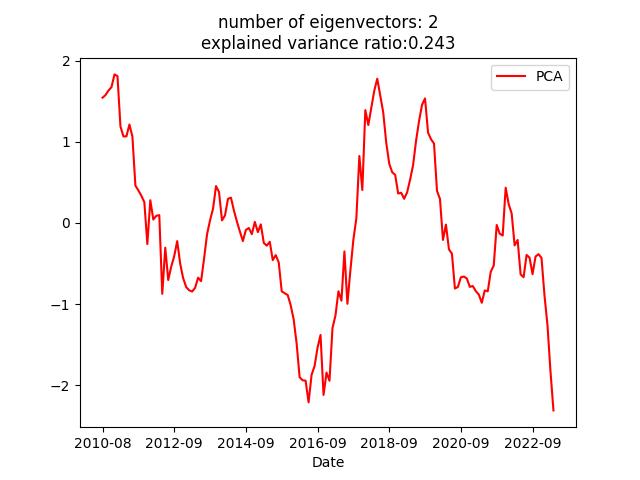 number of eigenvectors: 2
explained variance ratio:0.243
PCA
2
1
0
−1
−2
2010-08 2012-09 2014-09 2016-09 2018-09 2020-09 2022-09
Date